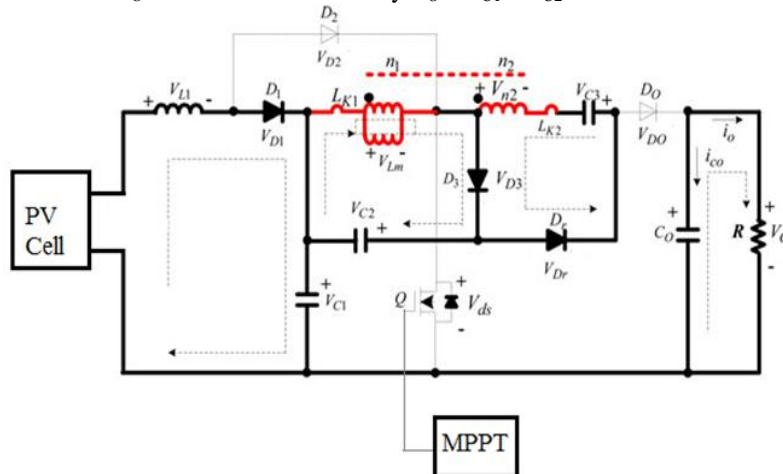 D2
VD2
n1 n2
VL1
+ -
D1
VD1
LK1
+ Vn2 -
LK2
VC3
+
DO
VDO
io
ico
+ VLm -
D3
VD3
VC2
+
Dr
VDr
+
CO
R
+
VO
-
PV
Cell
+
VC1
Q
+
Vds
-
MPPT